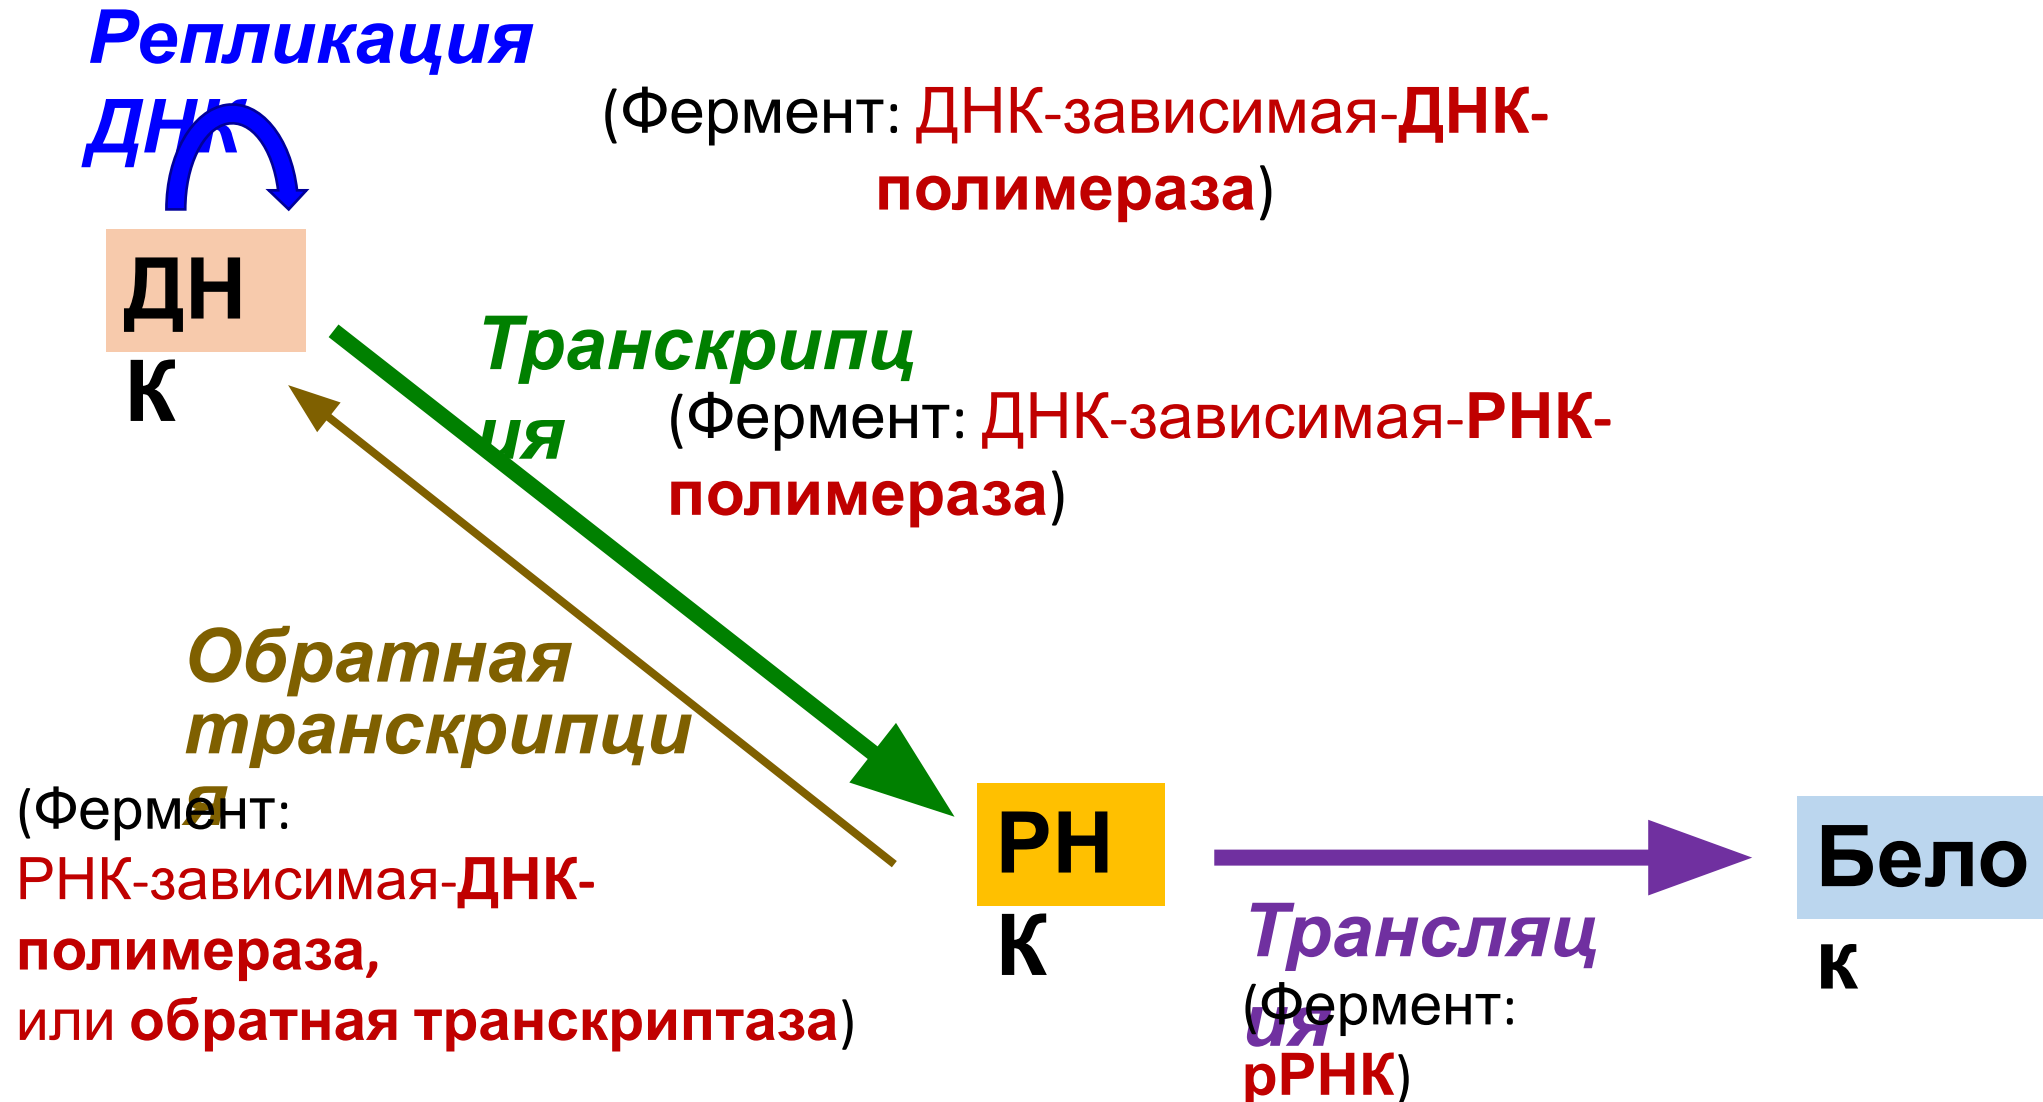 Репликация
ДНК
(Фермент: ДНК-зависимая-ДНК-
полимераза)
ДН
К
Транскрипц
ия
(Фермент: ДНК-зависимая-РНК-
полимераза)
Обратная
транскрипци
я
(Фермент:
РНК-зависимая-ДНК-
полимераза,
или обратная транскриптаза)
РН
К
Трансляц
ия
(Фермент:
рРНК)
Бело
к